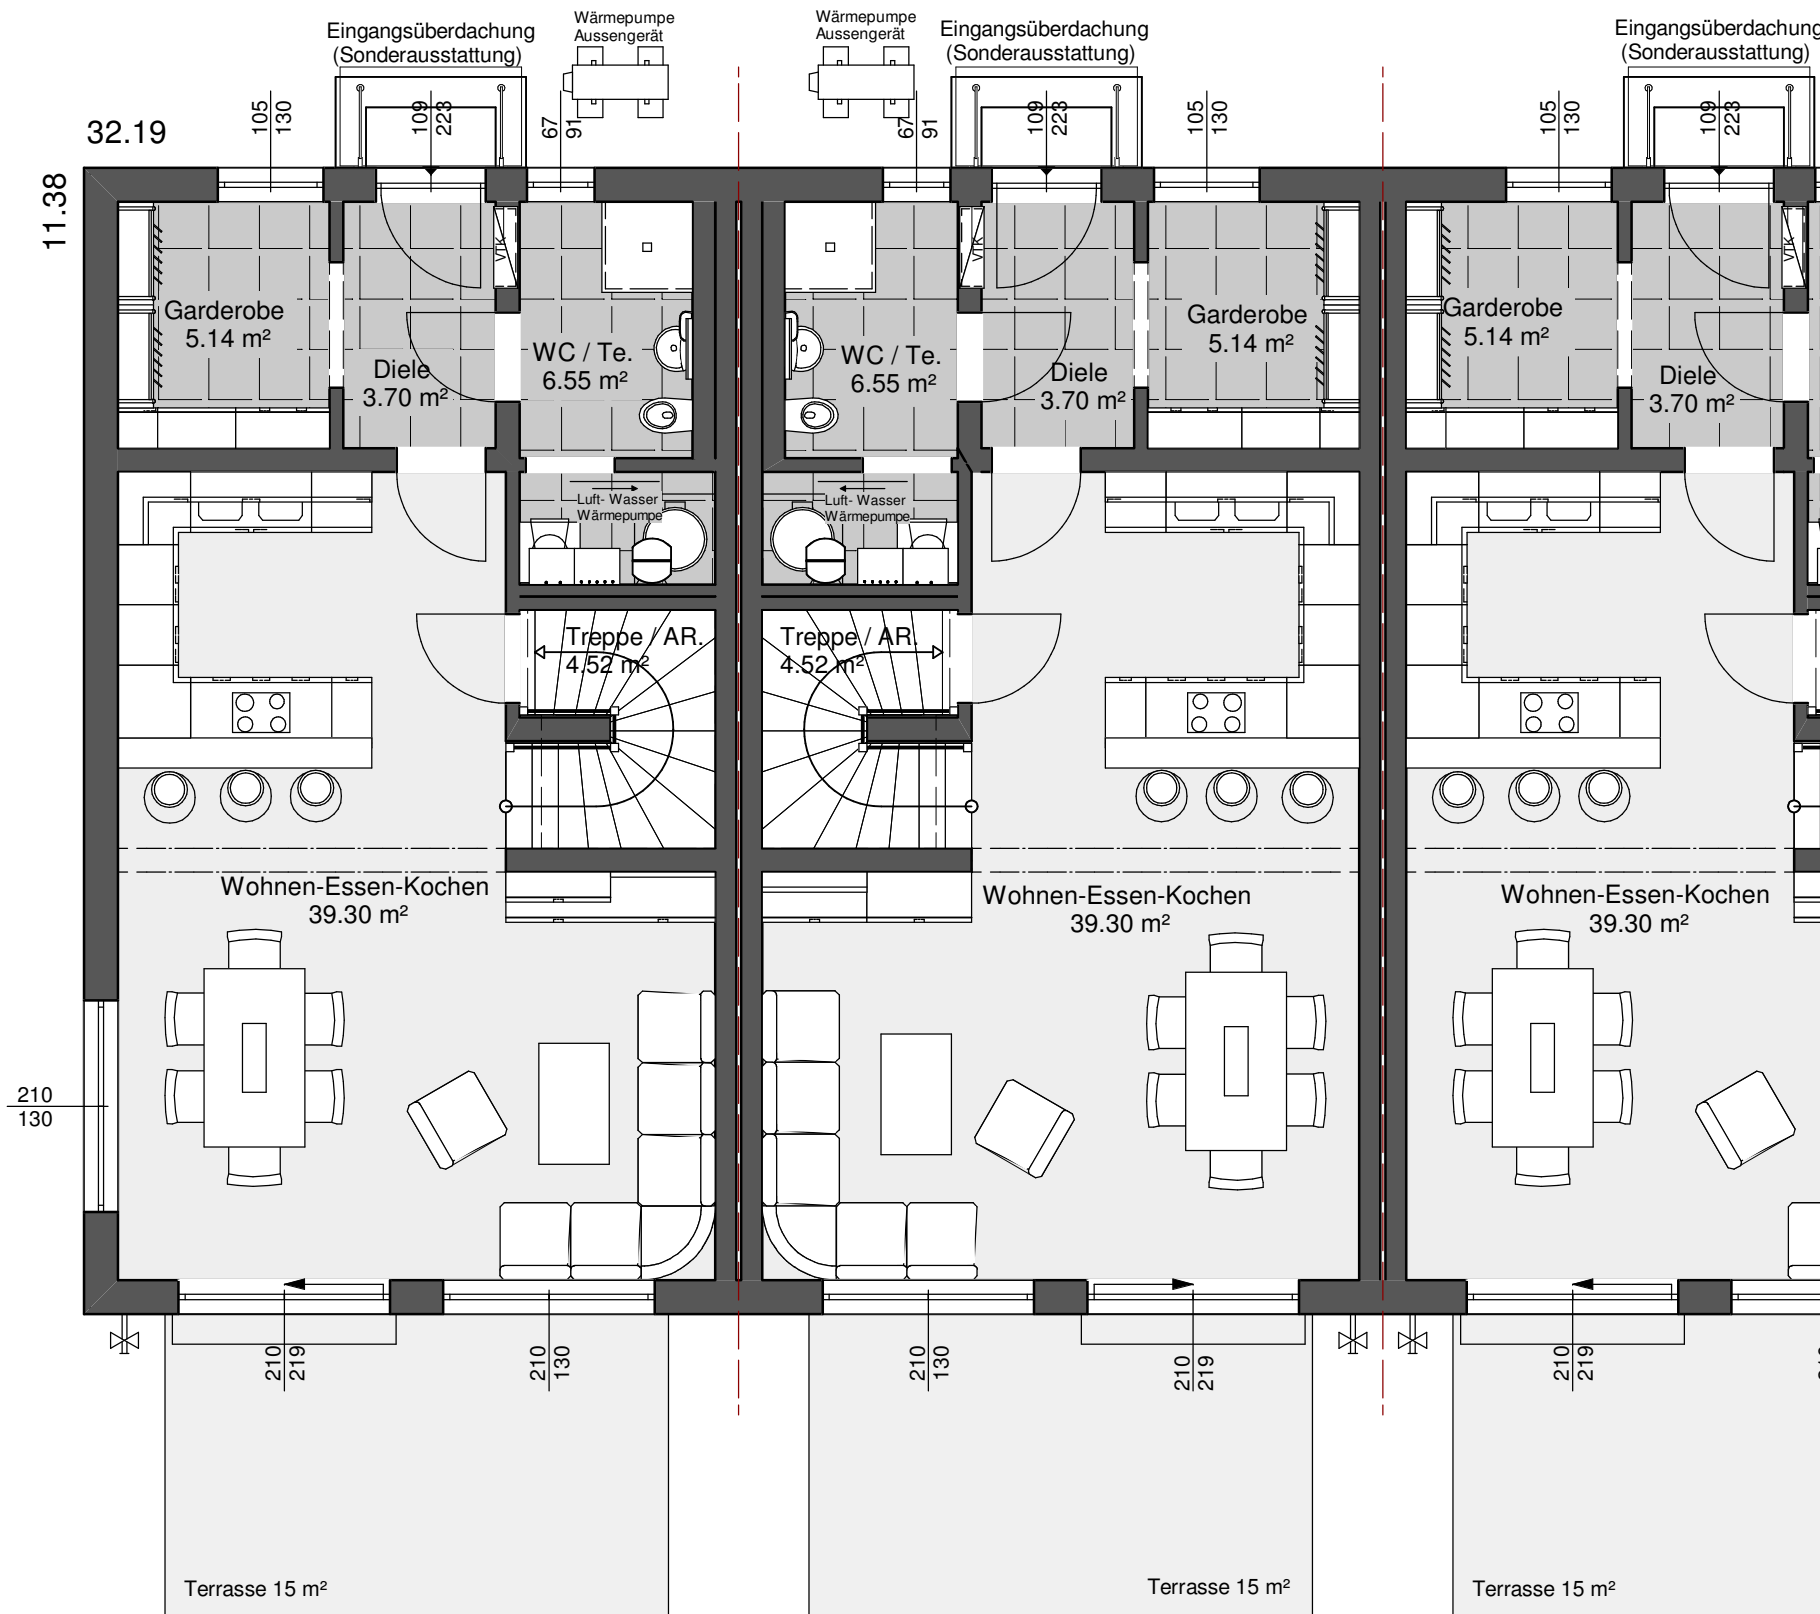 Eingangsüberdachung
(Sonderausstattung)
Wärmepumpe
Aussengerät
Wärmepumpe
Aussengerät
Eingangsüberdachung
(Sonderausstattung)
Eingangsüberdachung
(Sonderausstattung)
32.19
11.38
105
130
109
223
67
91
67
91
109
223
105
130
105
130
109
223
VTK
VTK
VTK
Garderobe
5.14 m²
Diele
3.70 m²
WC / Te.
6.55 m²
WC / Te.
6.55 m²
Diele
3.70 m²
Garderobe
5.14 m²
Garderobe
5.14 m²
Diele
3.70 m²
Luft- Wasser
Wärmepumpe
Luft- Wasser
Wärmepumpe
Treppe / AR.
4.52 m²
Treppe / AR.
4.52 m²
Wohnen-Essen-Kochen
39.30 m²
Wohnen-Essen-Kochen
39.30 m²
Wohnen-Essen-Kochen
39.30 m²
210
130
210
219
210
130
210
130
210
219
210
219
Terrasse 15 m²
Terrasse 15 m²
Terrasse 15 m²